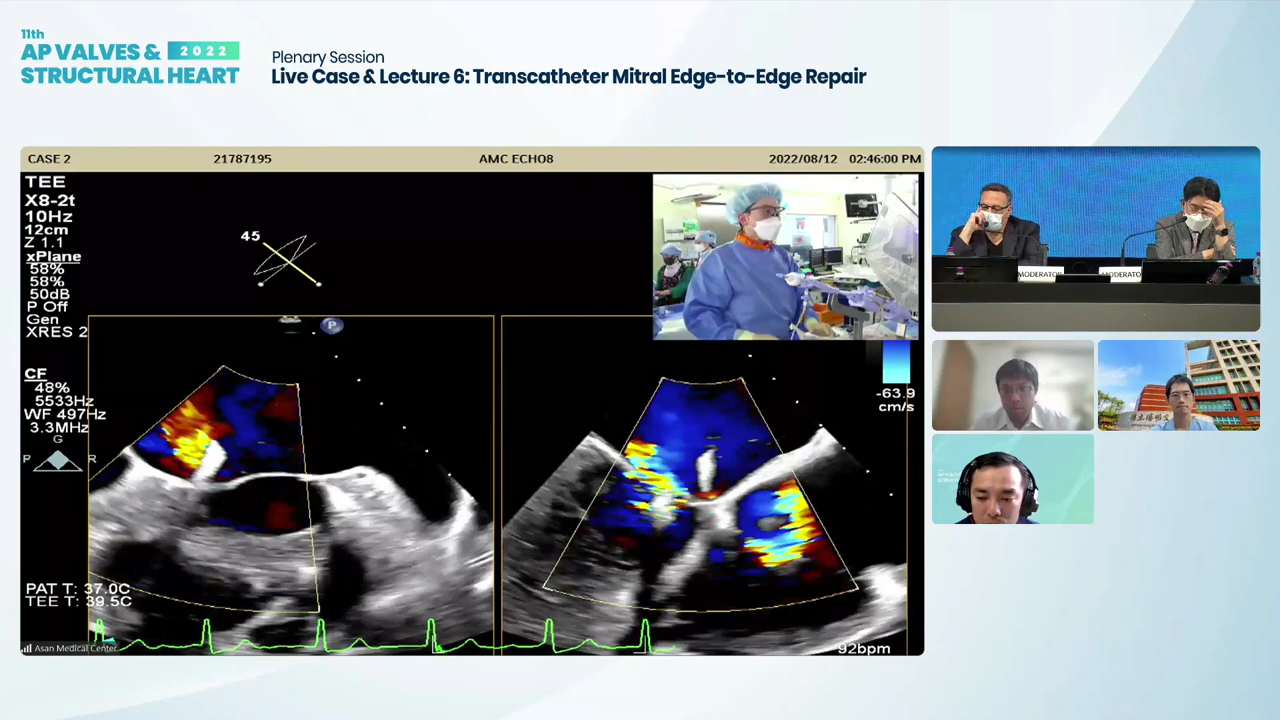 11th
AP VALVES & 2022
STRUCTURAL HEART
Plenary Session
Live Case & Lecture 6: Transcatheter Mitral Edge-to-Edge Repair
CASE 2 21787195 AMC ECHO8 2022/08/12 02:46:00 PM
TEE
X8-2t
10Hz
12cm
Z 1.1
xPlane
58%
58%
50dB
P Off
Gen
XRES 2
CF
48%
5533Hz
WF 497Hz
3.3MHz
G
P R
45
P
-63.9
cm/s
PAT T: 37.0C
TEE T: 39.5C
Asan Medical Center
92bpm
MODERATOR
MODERATO